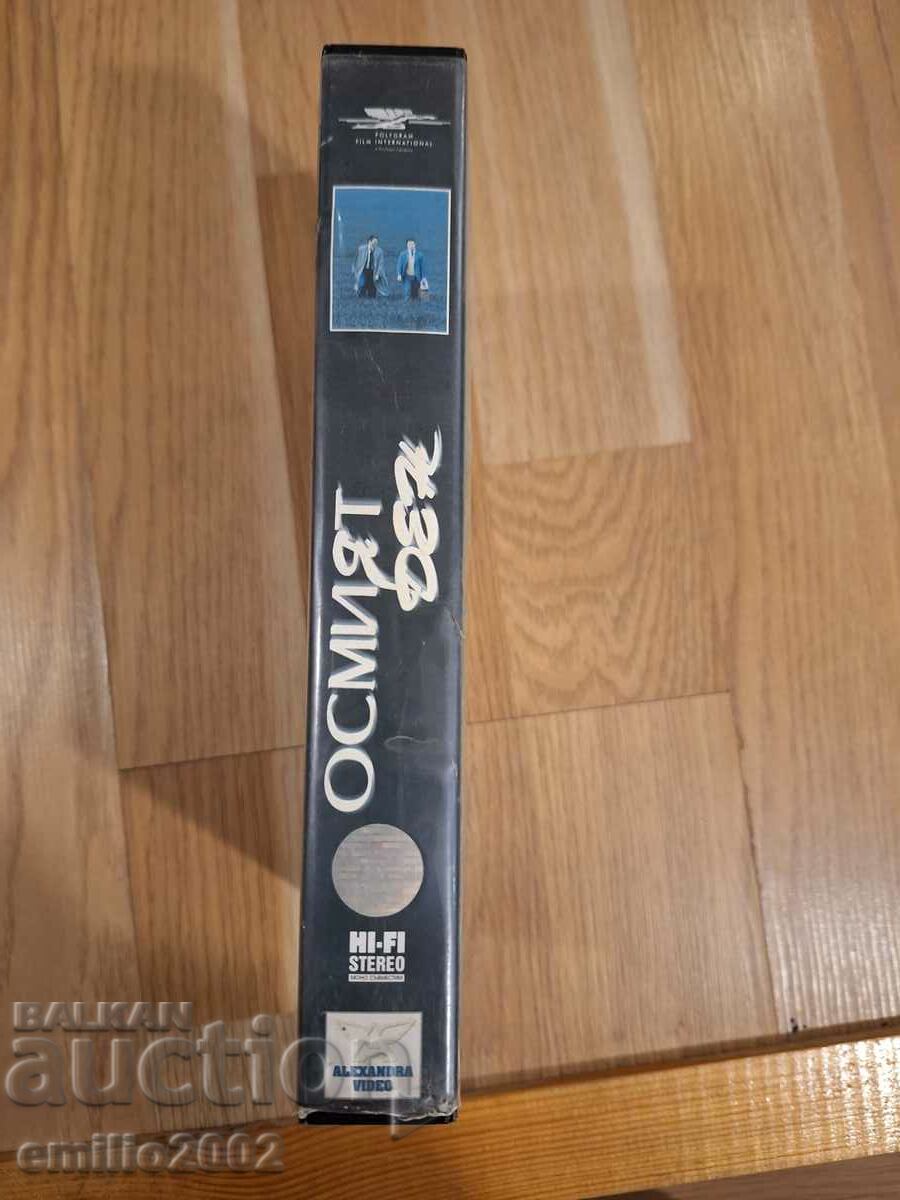 POLYGRAM
FILM INTERNATIONAL
ОСМИЯТ
ДЕН
HI-FI
STEREO
ALEXANDRA
VIDEO
BALKAN
auction
emilio2002